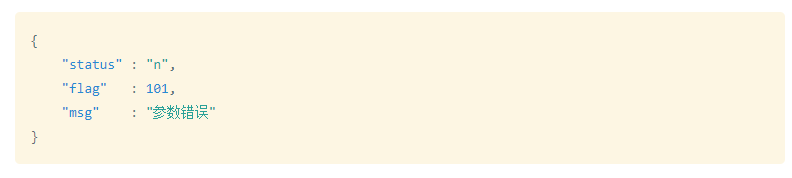 {
    "status" : "n",
    "flag"   : 101,
    "msg"    : "参数错误"
}